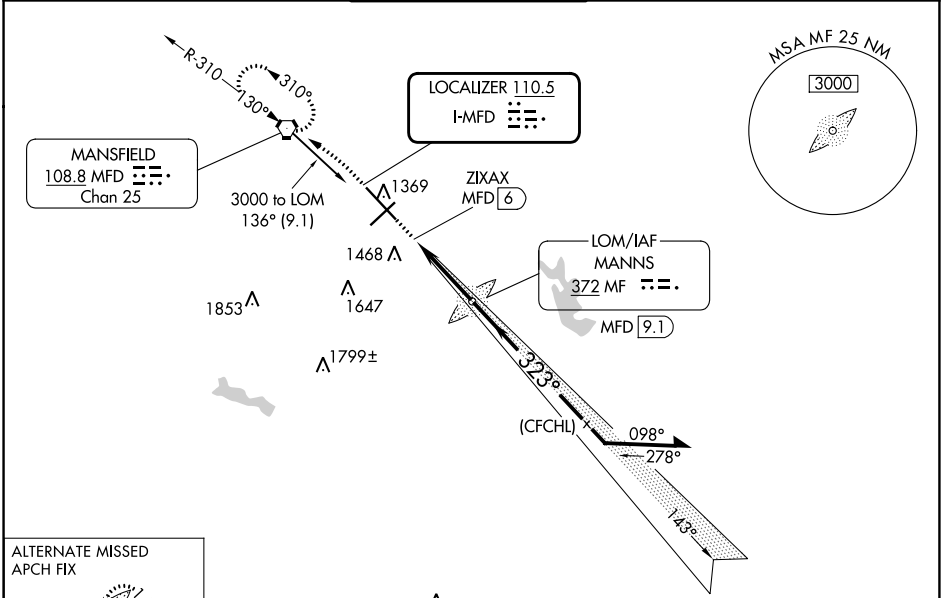 MSA MF 25 NM
3000
R-310
310°
130°
LOCALIZER 110.5
I-MFD
MANSFIELD
108.8 MFD
Chan 25
3000 to LOM
136° (9.1)
1369
ZIXAX
MFD 6
1468
LOM/IAF
MANNS
372 MF
MFD 9.1
1853
1647
1799±
323°
(CFCHL)
098°
278°
143°
ALTERNATE MISSED
APCH FIX